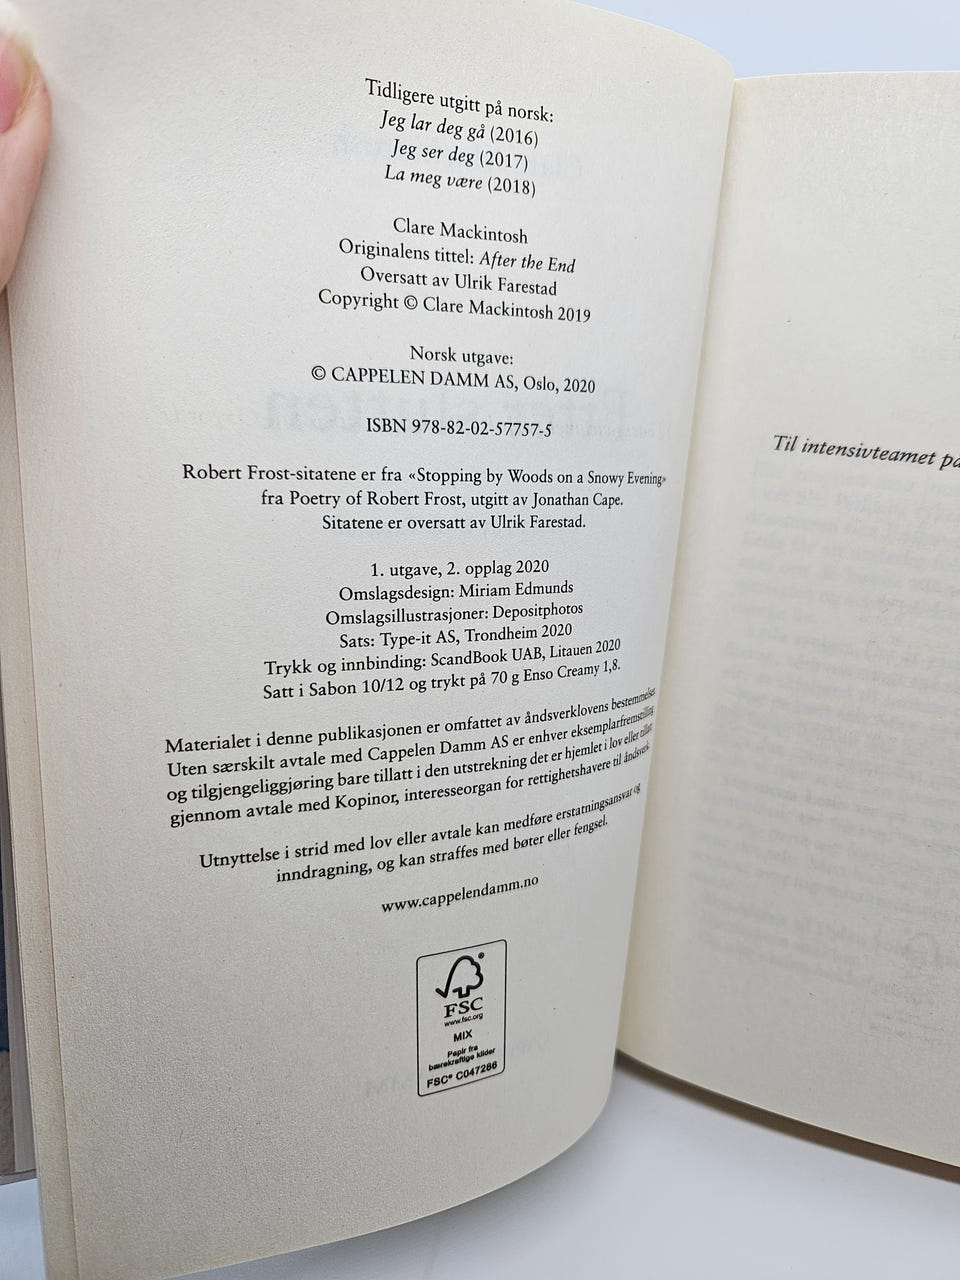 Tidligere utgitt på norsk:
Jeg lar deg gå (2016)
Jeg ser deg (2017)
La meg være (2018)
Clare Mackintosh
Originalens tittel: After the End
Oversatt av Ulrik Farestad
Copyright © Clare Mackintosh 2019
Norsk utgave:
© CAPPELEN DAMM AS, Oslo, 2020
ISBN 978-82-02-57757-5
Robert Frost-sitatene er fra «Stopping by Woods on a Snowy Evening»
fra Poetry of Robert Frost, utgitt av Jonathan Cape.
Sitatene er oversatt av Ulrik Farestad.
1. utgave, 2. opplag 2020
Omslagsdesign: Miriam Edmunds
Omslagsillustrasjoner: Depositphotos
Sats: Type-it AS, Trondheim 2020
Trykk og innbinding: ScandBook UAB, Litauen 2020
Satt i Sabon 10/12 og trykt på 70 g Enso Creamy 1,8.
Materialet i denne publikasjonen er omfattet av åndsverklovens bestemmelser.
Uten særskilt avtale med Cappelen Damm AS er enhver eksemplarfremstilling
og tilgjengeliggjøring bare tillatt i den utstrekning det er hjemlet i lov eller tillatt
gjennom avtale med Kopinor, interesseorgan for rettighetshavere til åndsverk.
Utnyttelse i strid med lov eller avtale kan medføre erstatningsansvar og
inndragning, og kan straffes med bøter eller fengsel.
www.cappelendamm.no
FSC
www.fsc.org
MIX
Papir fra
bærekraftige kilder
FSC® C047286
Til intensivteamet på